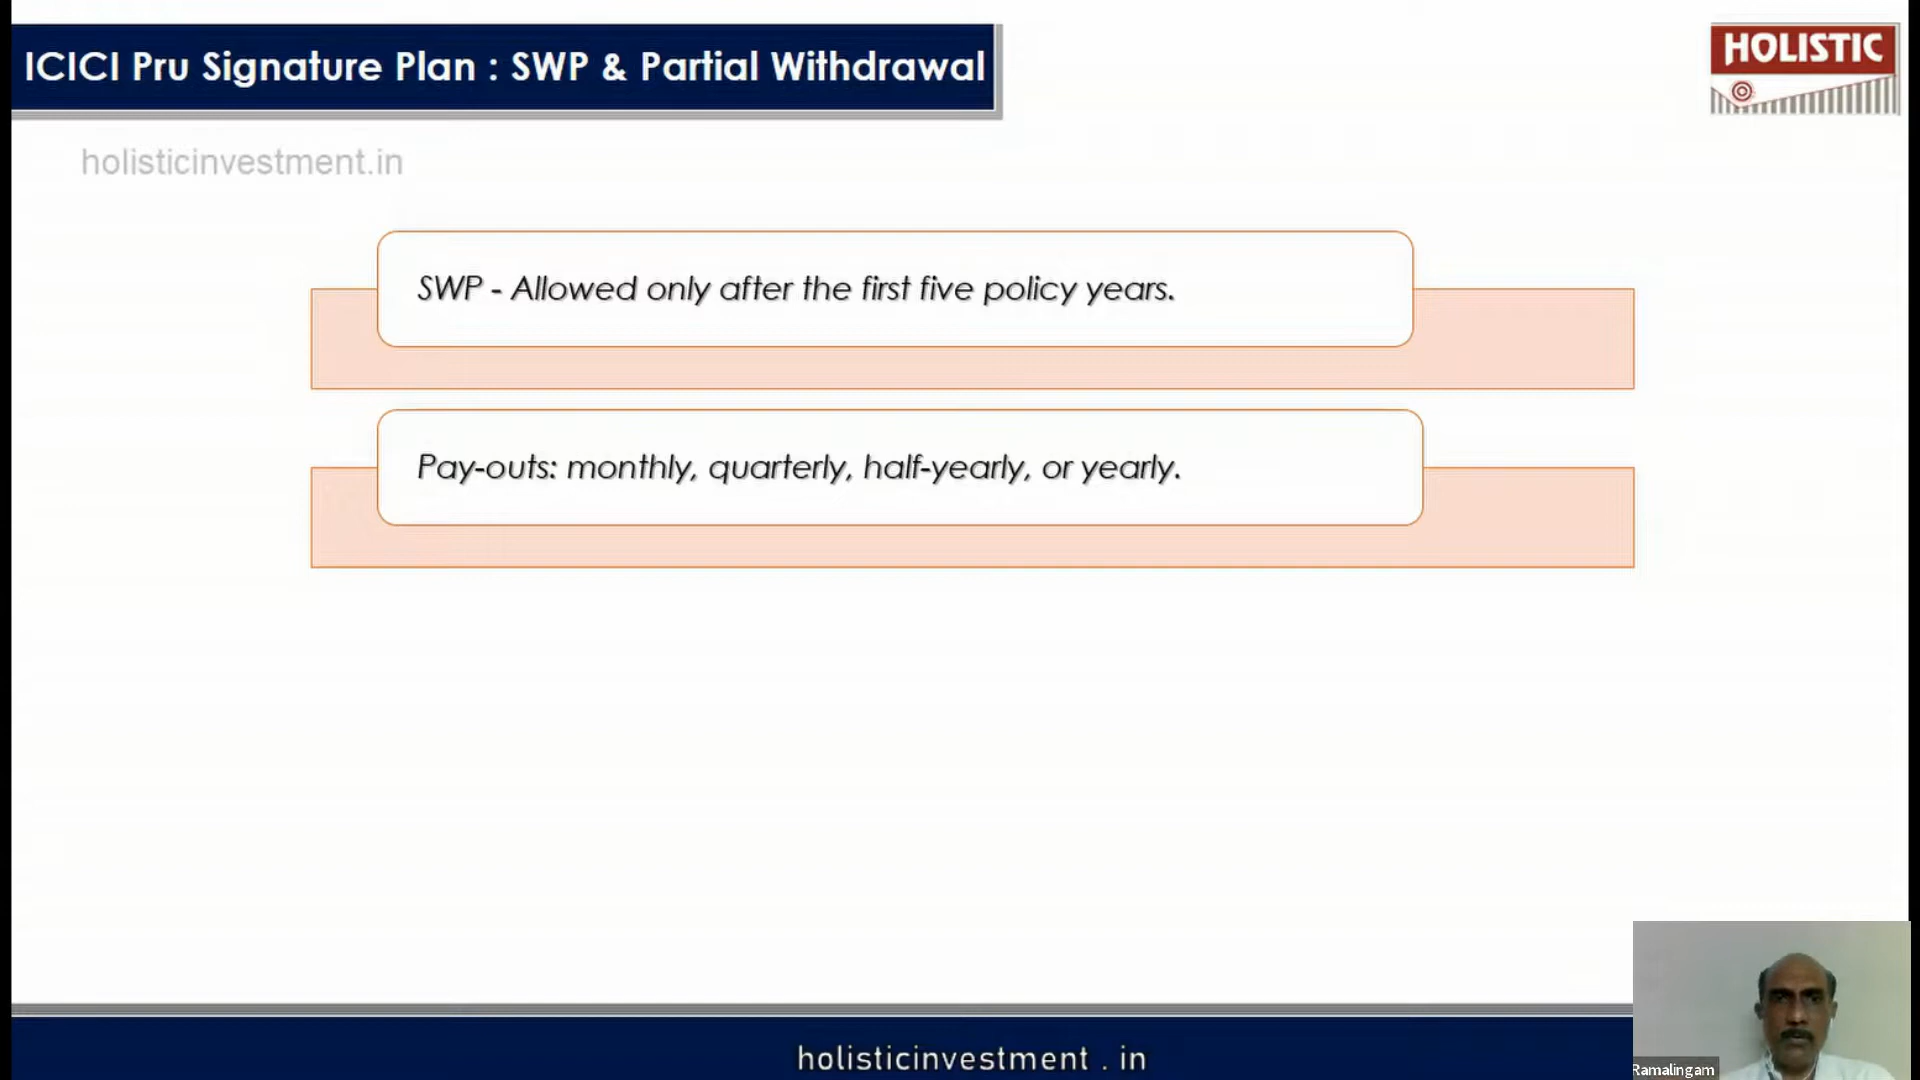 ICICI Pru Signature Plan : SWP & Partial Withdrawal
HOLISTIC
holisticinvestment.in
SWP - Allowed only after the first five policy years.
Pay-outs: monthly, quarterly, half-yearly, or yearly.
holisticinvestment . in
Ramalingam